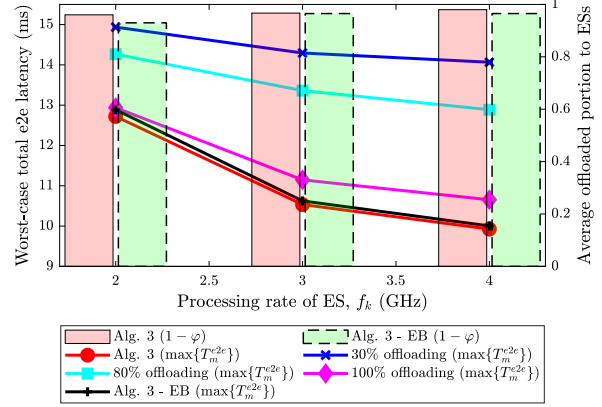 Worst-case total e2e latency (ms)
15
14
13
12
11
10
9
1
0.8
0.6
0.4
0.2
0
Average offloaded portion to ESs
2 2.5 3 3.5 4
Processing rate of ES, f_k (GHz)
Alg. 3 (1 − φ) Alg. 3 - EB (1 − φ)
Alg. 3 (max{T_m^{e2e}}) 30% offloading (max{T_m^{e2e}})
80% offloading (max{T_m^{e2e}}) 100% offloading (max{T_m^{e2e}})
Alg. 3 - EB (max{T_m^{e2e}})